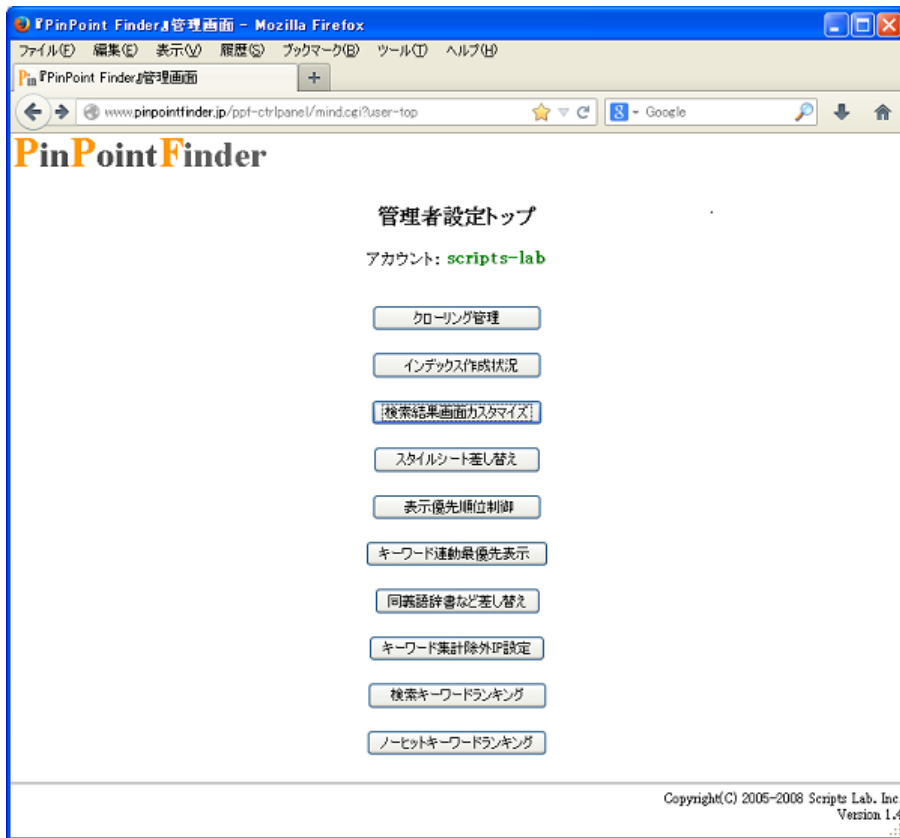 『PinPoint Finder』管理画面 - Mozilla Firefox
ファイル(F) 編集(E) 表示(V) 履歴(S) ブックマーク(B) ツール(T) ヘルプ(H)
Pin 『PinPoint Finder』管理画面 +
www.pinpointfinder.jp/ppf-ctrlpanel/mind.cgi?user-top 8 Google
PinPointFinder
管理者設定トップ
アカウント: scripts-lab
クローリング管理
インデックス作成状況
検索結果画面カスタマイズ
スタイルシート差し替え
表示優先順位制御
キーワード連動最優先表示
同義語辞書など差し替え
キーワード集計除外IP設定
検索キーワードランキング
ノーヒットキーワードランキング
Copyright(C) 2005-2008 Scripts Lab. Inc.
Version 1.4